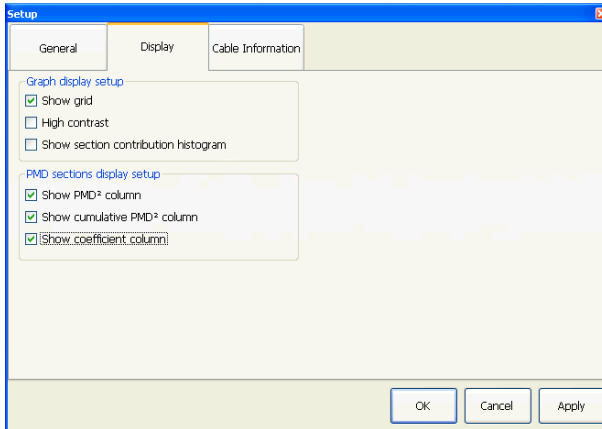 Setup
General
Display
Cable Information
Graph display setup
Show grid
High contrast
Show section contribution histogram
PMD sections display setup
Show PMD² column
Show cumulative PMD² column
Show coefficient column
OK
Cancel
Apply